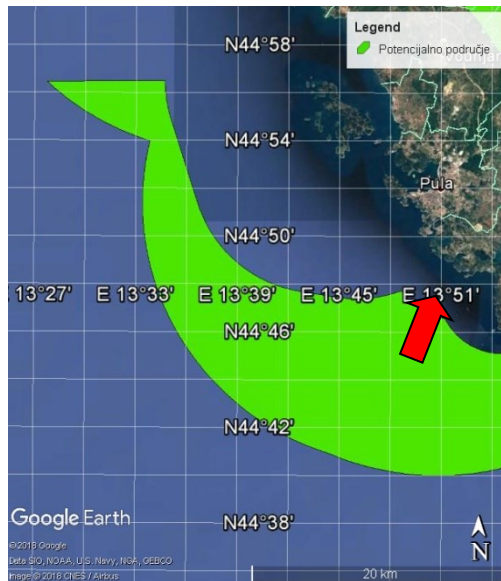 Legend
Potencijalno područje
Vodnjan
N44°58'
N44°54'
Pula
N44°50'
E 13°27' E 13°33' E 13°39' E 13°45' E 13°51'
N44°46'
N44°42'
N44°38'
Google Earth
N
©2018 Google
Data SIO, NOAA, U.S. Navy, NGA, GEBCO
Image © 2018 CNES / Airbus
20 km